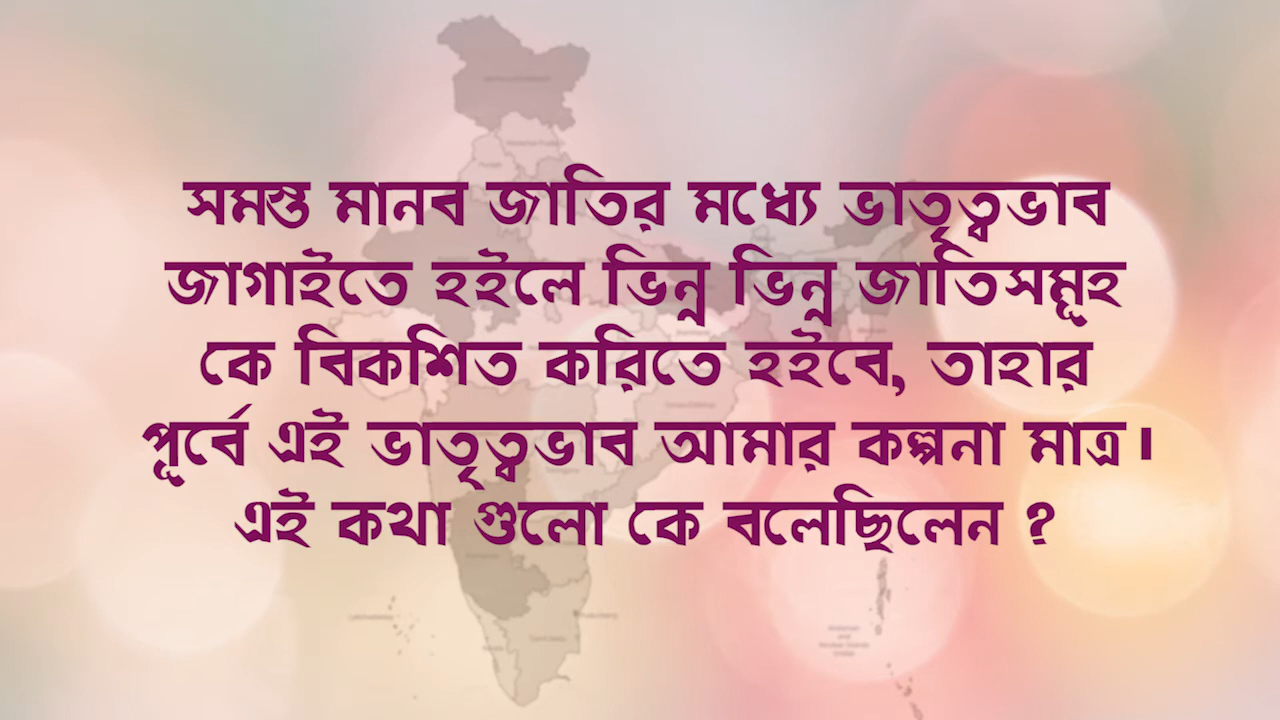 সমস্ত মানব জাতির মধ্যে ভাতৃত্বভাব
জাগাইতে হইলে ভিন্ন ভিন্ন জাতিসমূহ
কে বিকশিত করিতে হইবে, তাহার
পূর্বে এই ভাতৃত্বভাব আমার কল্পনা মাত্র।
এই কথা গুলো কে বলেছিলেন ?